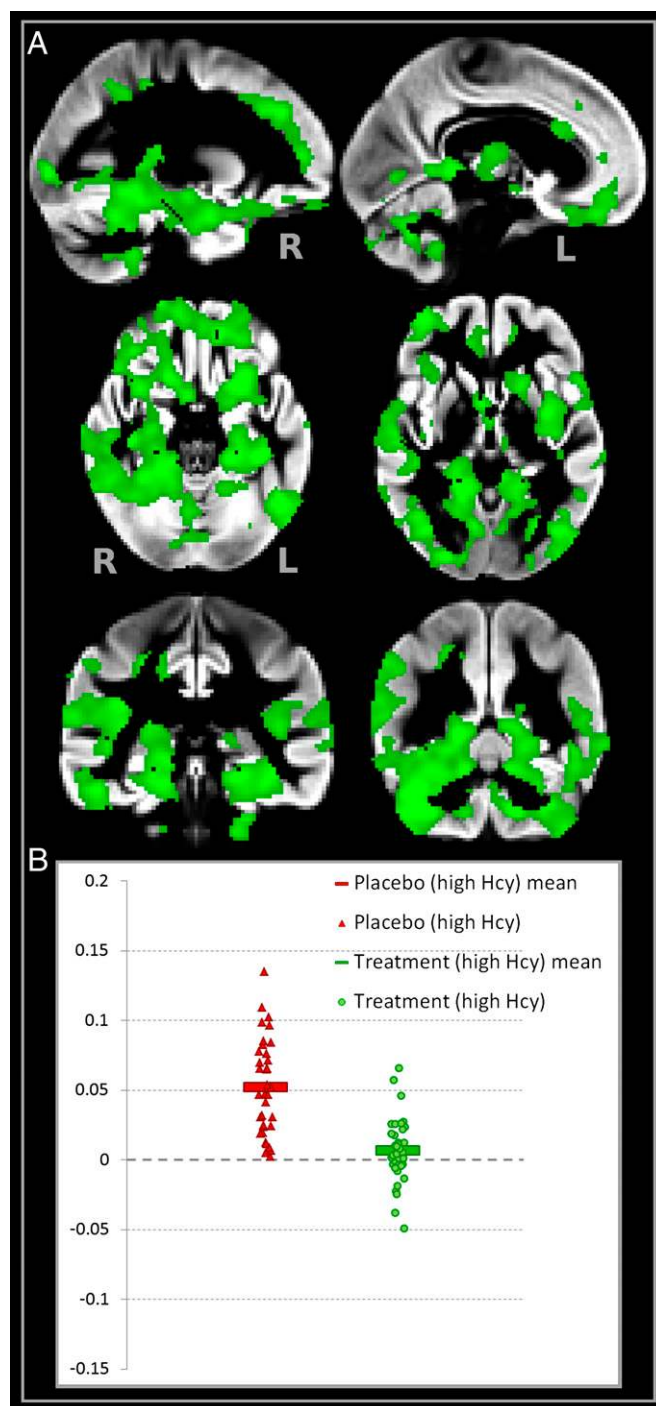 A
R
L
R
L
B
0.2
0.15
0.1
0.05
0
-0.05
-0.1
-0.15
Placebo (high Hcy) mean
Placebo (high Hcy)
Treatment (high Hcy) mean
Treatment (high Hcy)